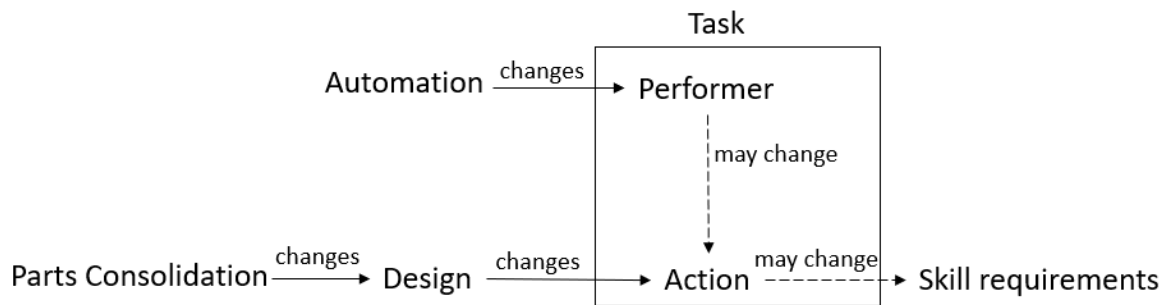 Task
Automation changes Performer
may change
Parts Consolidation changes Design changes Action may change Skill requirements